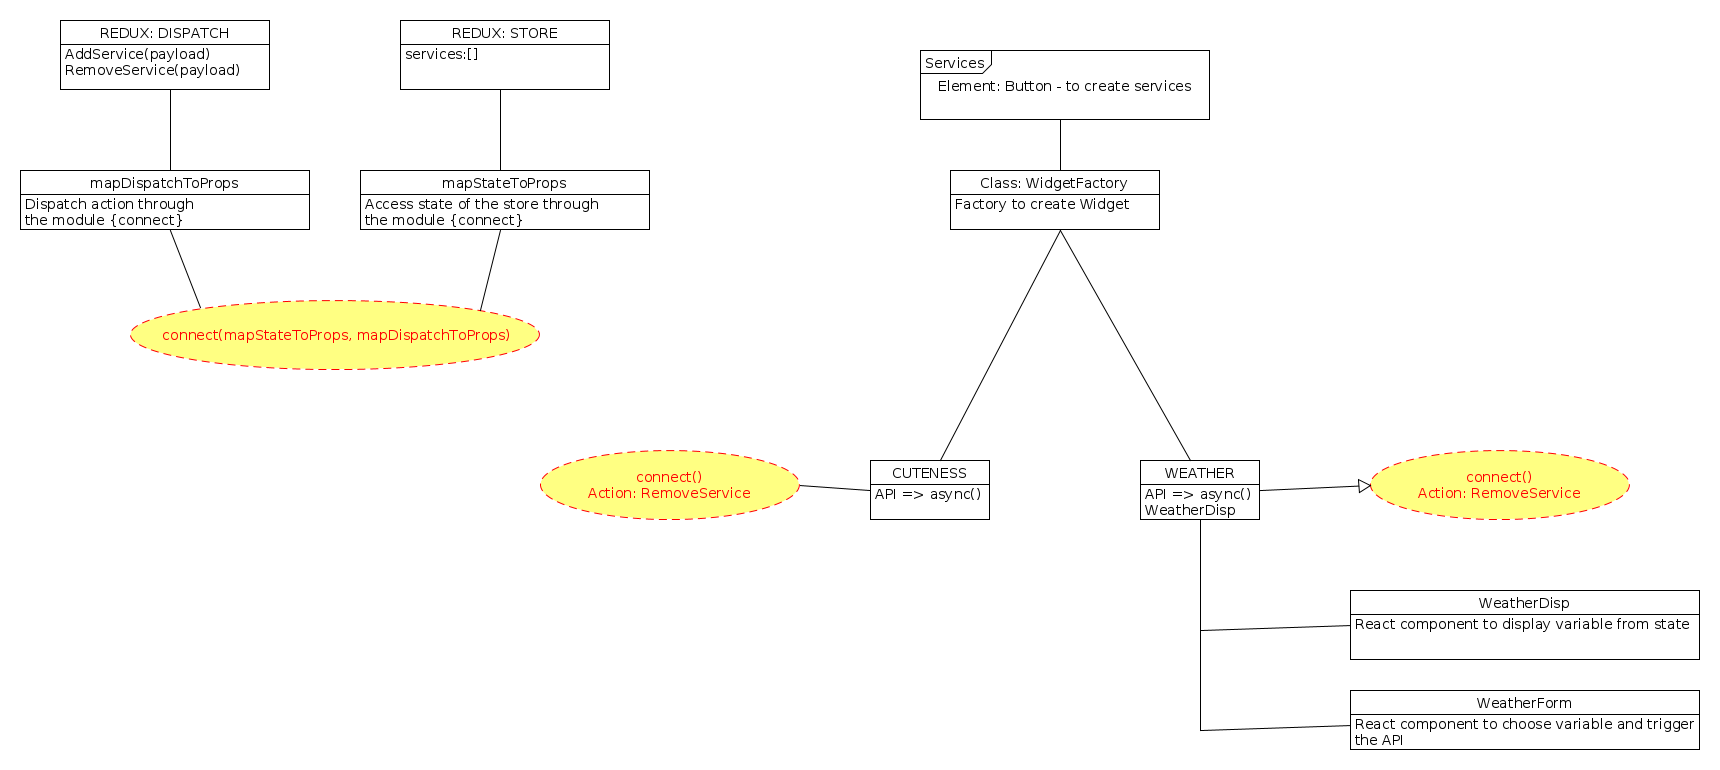 REDUX: DISPATCH
AddService(payload)
RemoveService(payload)
REDUX: STORE
services:[]
Services
Element: Button - to create services
mapDispatchToProps
Dispatch action through
the module {connect}
mapStateToProps
Access state of the store through
the module {connect}
Class: WidgetFactory
Factory to create Widget
connect(mapStateToProps, mapDispatchToProps)
connect()
Action: RemoveService
CUTENESS
API => async()
WEATHER
API => async()
WeatherDisp
connect()
Action: RemoveService
WeatherDisp
React component to display variable from state
WeatherForm
React component to choose variable and trigger
the API